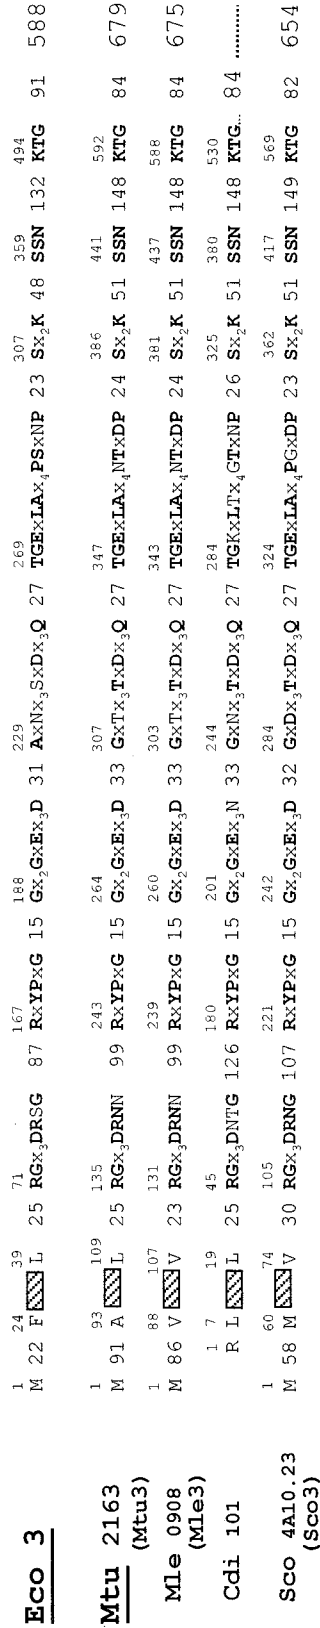 1 24 39 71 167 188 229 269 307 359 494
Eco 3 M 22 F L 25 RGx3DRSG 87 RxYPxG 15 Gx2GxEx3D 31 AxNx3SxDx3Q 27 TGExLAx4PSxNP 23 Sx2K 48 SSN 132 KTG 91 588
1 93 109 135 243 264 307 347 386 441 592
Mtu 2163 M 91 A L 25 RGx3DRNN 99 RxYPxG 15 Gx2GxEx3D 33 GxTx3TxDx3Q 27 TGExLAx4NTxDP 24 Sx2K 51 SSN 148 KTG 84 679
(Mtu3)
1 88 107 131 239 260 303 343 381 437 588
Mle 0908 M 86 V V 23 RGx3DRNN 99 RxYPxG 15 Gx2GxEx3D 33 GxTx3TxDx3Q 27 TGExLAx4NTxDP 24 Sx2K 51 SSN 148 KTG 84 675
(Mle3)
1 7 19 45 180 201 244 284 325 380 530
Cdi 101 R L L 25 RGx3DNTG 126 RxYPxG 15 Gx2GxEx3N 33 GxNx3TxDx3Q 27 TGKxLTx4GTxNP 26 Sx2K 51 SSN 148 KTG... 84 ..........
1 60 74 105 221 242 284 324 362 417 569
Sco 4A10.23 M 58 M V 30 RGx3DRNG 107 RxYPxG 15 Gx2GxEx3D 32 GxDx3TxDx3Q 27 TGExLAx4PGxDP 23 Sx2K 51 SSN 149 KTG 82 654
(Sco3)